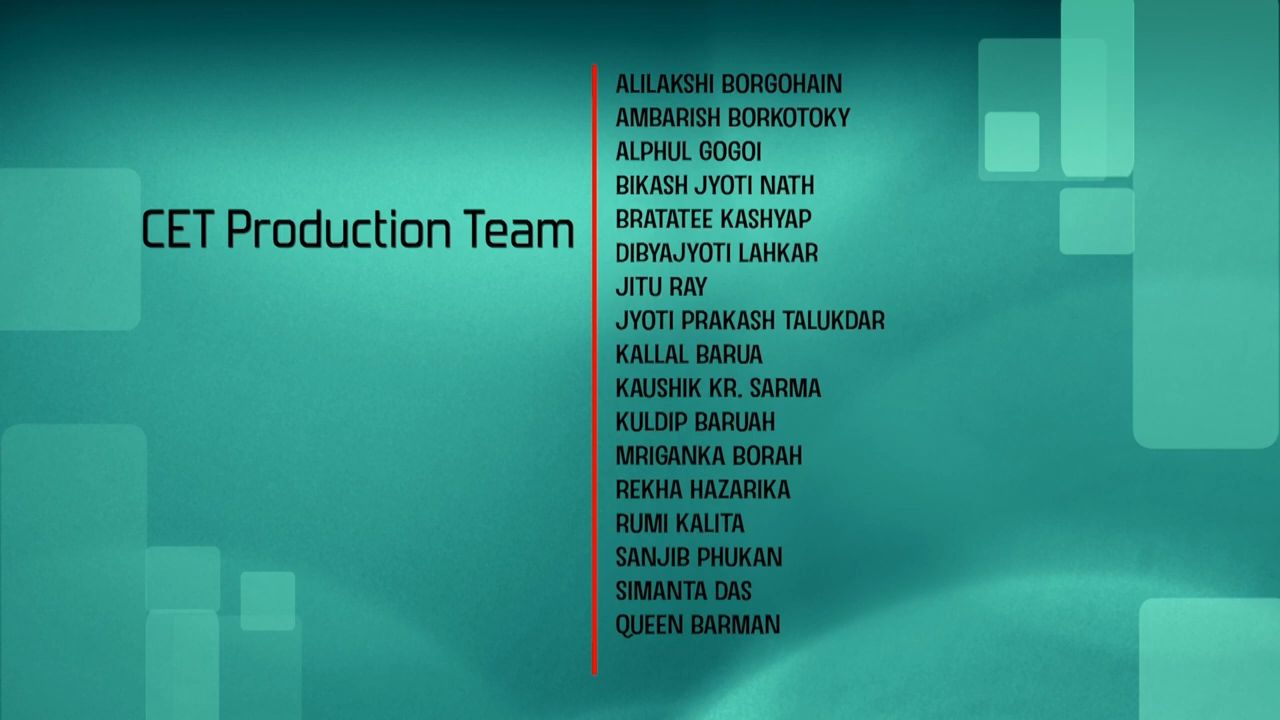 CET Production Team
ALILAKSHI BORGOHAIN
AMBARISH BORKOTOKY
ALPHUL GOGOI
BIKASH JYOTI NATH
BRATATEE KASHYAP
DIBYAJYOTI LAHKAR
JITU RAY
JYOTI PRAKASH TALUKDAR
KALLAL BARUA
KAUSHIK KR. SARMA
KULDIP BARUAH
MRIGANKA BORAH
REKHA HAZARIKA
RUMI KALITA
SANJIB PHUKAN
SIMANTA DAS
QUEEN BARMAN